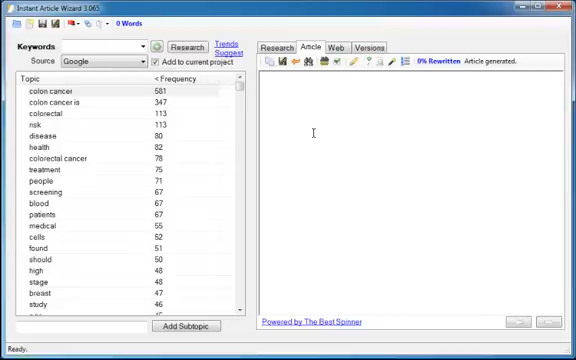 Instant Article Wizard 3.065
0 Words
Keywords
Research
Trends
Suggest
Source
Google
Add to current project
Topic
< Frequency
colon cancer 581
colon cancer is 347
colorectal 113
risk 113
disease 80
health 82
colorectal cancer 78
treatment 75
people 71
screening 67
blood 67
patients 67
medical 55
cells 52
found 51
should 50
high 48
stage 48
breast 47
study 46
Add Subtopic
Research Article Web Versions
0% Rewritten Article generated.
Powered by The Best Spinner
Ready.